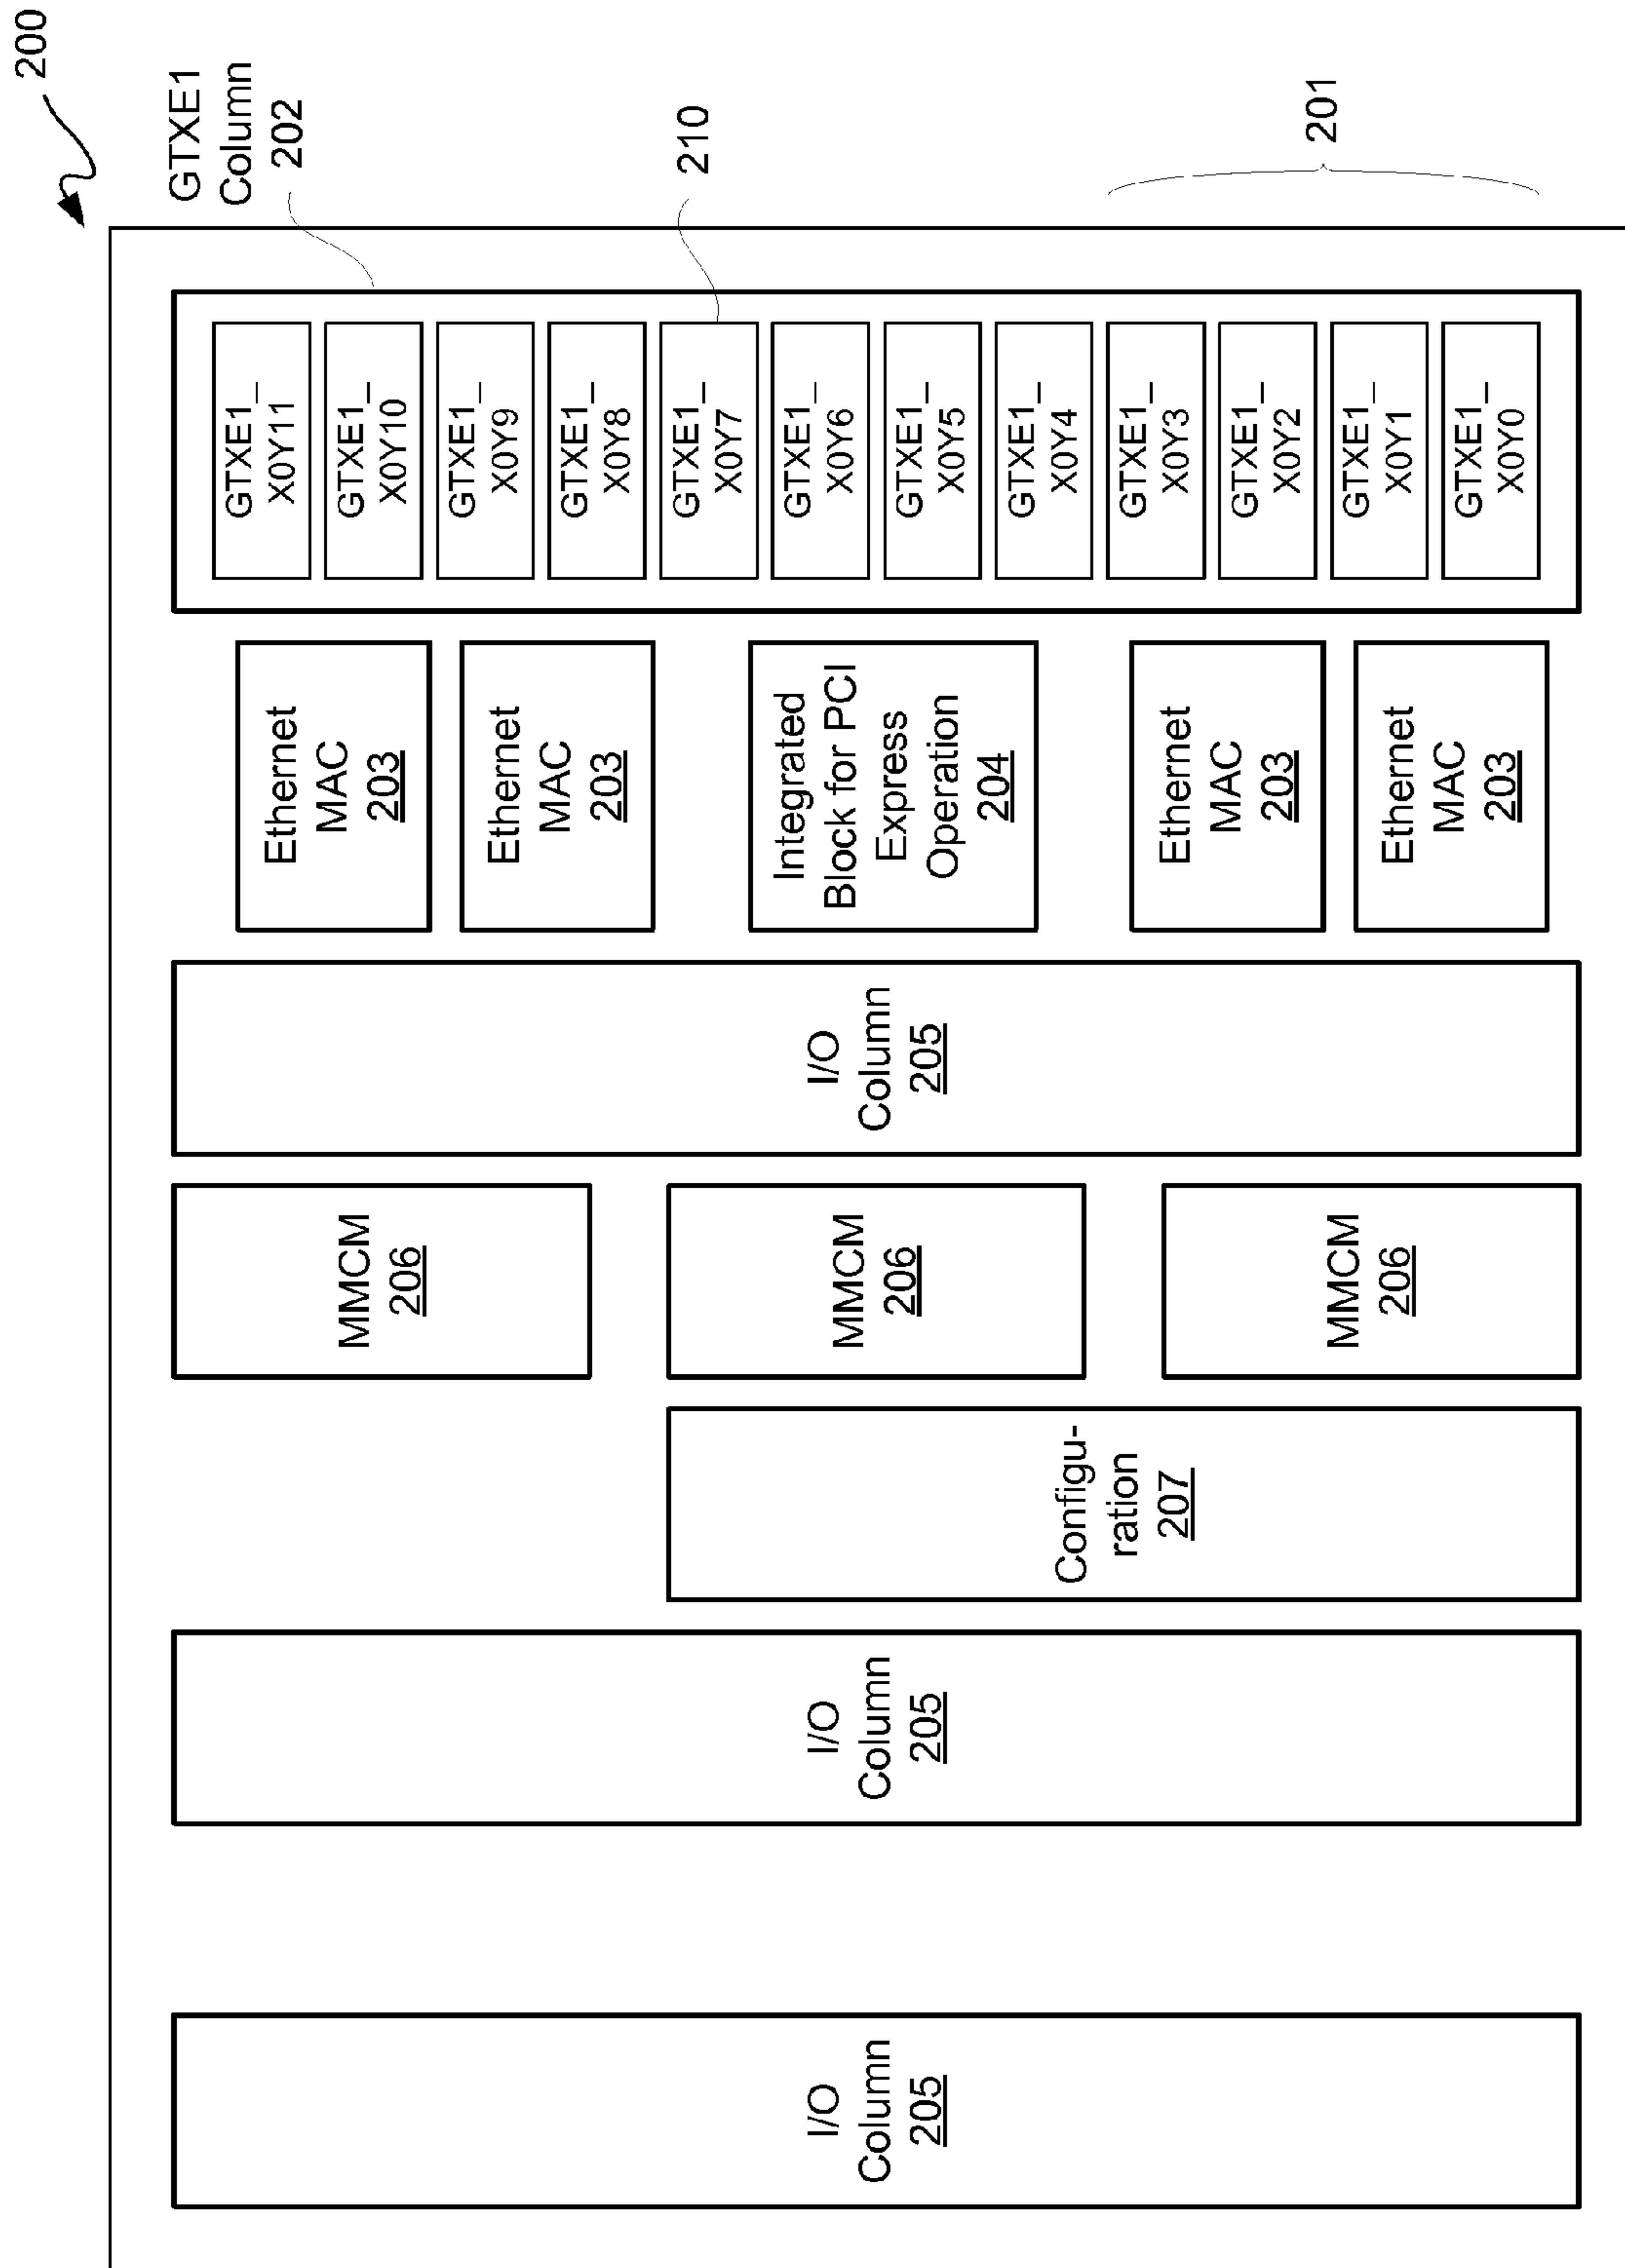 200
GTXE1
Column
202
210
201
GTXE1_
X0Y11
GTXE1_
X0Y10
GTXE1_
X0Y9
GTXE1_
X0Y8
GTXE1_
X0Y7
GTXE1_
X0Y6
GTXE1_
X0Y5
GTXE1_
X0Y4
GTXE1_
X0Y3
GTXE1_
X0Y2
GTXE1_
X0Y1
GTXE1_
X0Y0
Ethernet
MAC
203
Ethernet
MAC
203
Integrated
Block for PCI
Express
Operation
204
Ethernet
MAC
203
Ethernet
MAC
203
I/O
Column
205
MMCM
206
MMCM
206
MMCM
206
Configu-
ration
207
I/O
Column
205
I/O
Column
205